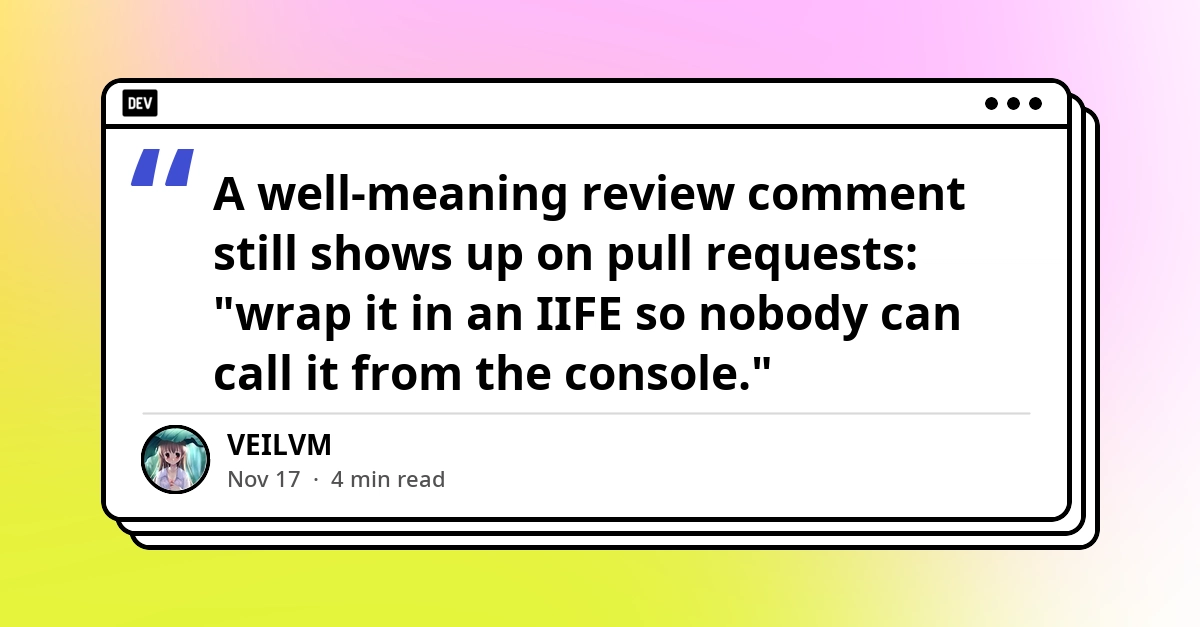 DEV
“
A well-meaning review comment
still shows up on pull requests:
"wrap it in an IIFE so nobody can
call it from the console."
VEILVM
Nov 17 · 4 min read